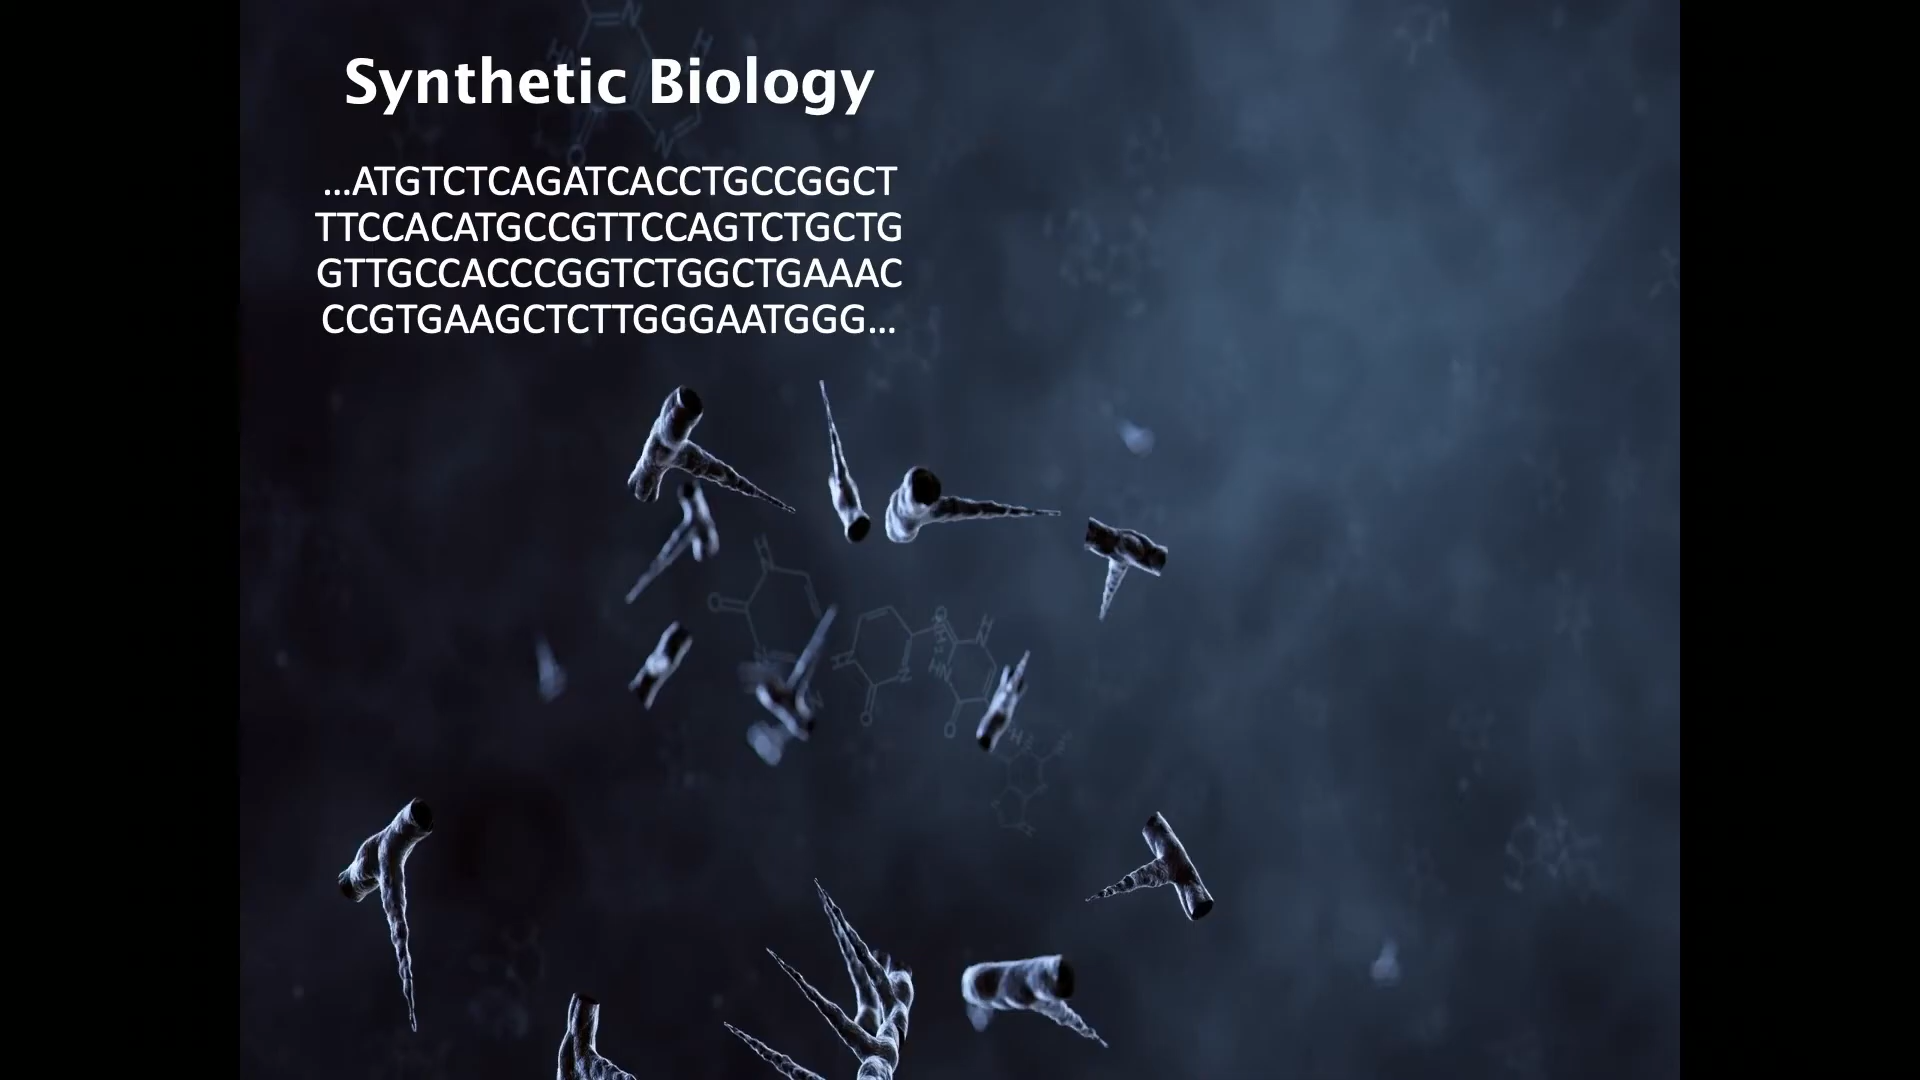 Synthetic Biology
...ATGTCTCAGATCACCTGCCGGCT
TTCCACATGCCGTTCCAGTCTGCTG
GTTGCCACCCGGTCTGGCTGAAAC
CCGTGAAGCTCTTGGGAATGGG...